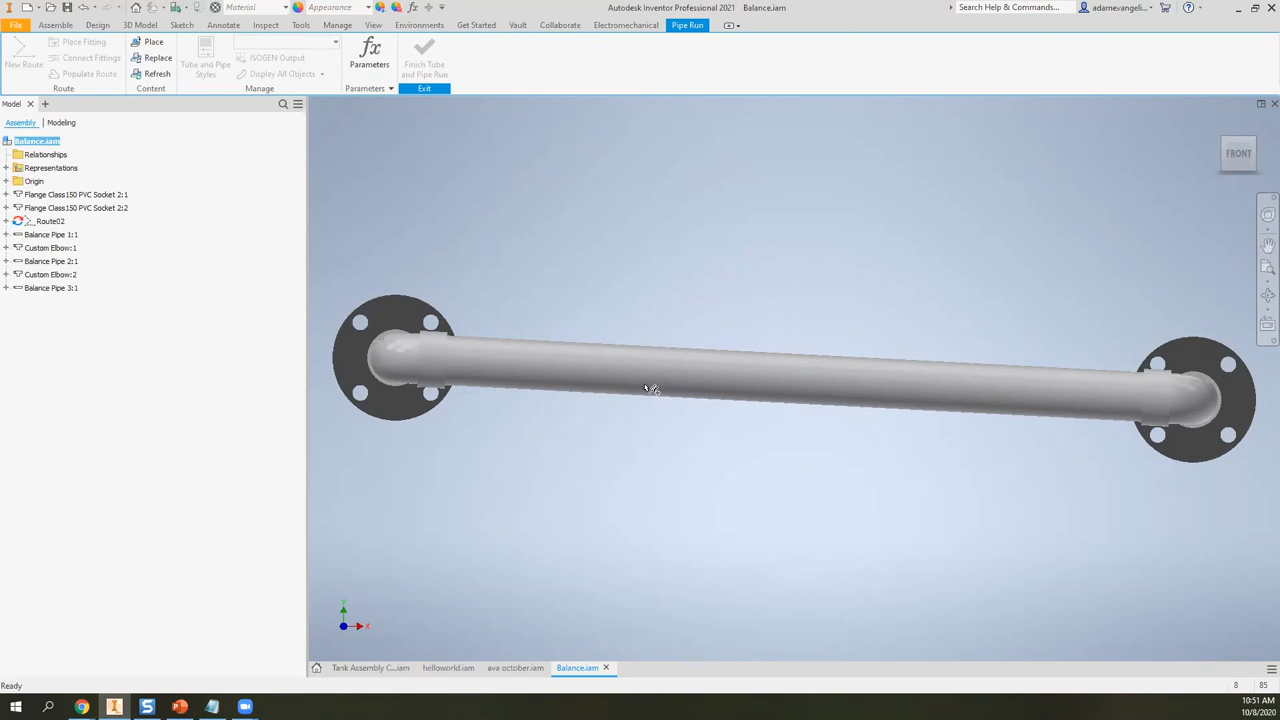 Material
Appearance
Autodesk Inventor Professional 2021 Balance.iam
Search Help & Commands...
adamevangeli...
File Assemble Design 3D Model Sketch Annotate Inspect Tools Manage View Environments Get Started Vault Collaborate Electromechanical Pipe Run
New Route
Place Fitting
Connect Fittings
Populate Route
Route
Place
Replace
Refresh
Content
Tube and Pipe
Styles
ISOGEN Output
Display All Objects
Manage
fx
Parameters
Parameters
Finish Tube
and Pipe Run
Exit
Model
Assembly Modeling
Balance.iam
Relationships
Representations
Origin
Flange Class150 PVC Socket 2:1
Flange Class150 PVC Socket 2:2
Route02
Balance Pipe 1:1
Custom Elbow:1
Balance Pipe 2:1
Custom Elbow:2
Balance Pipe 3:1
FRONT
Y
X
Tank Assembly C...iam helloworld.iam ava october.iam Balance.iam
Ready
8 85
10:51 AM
10/8/2020